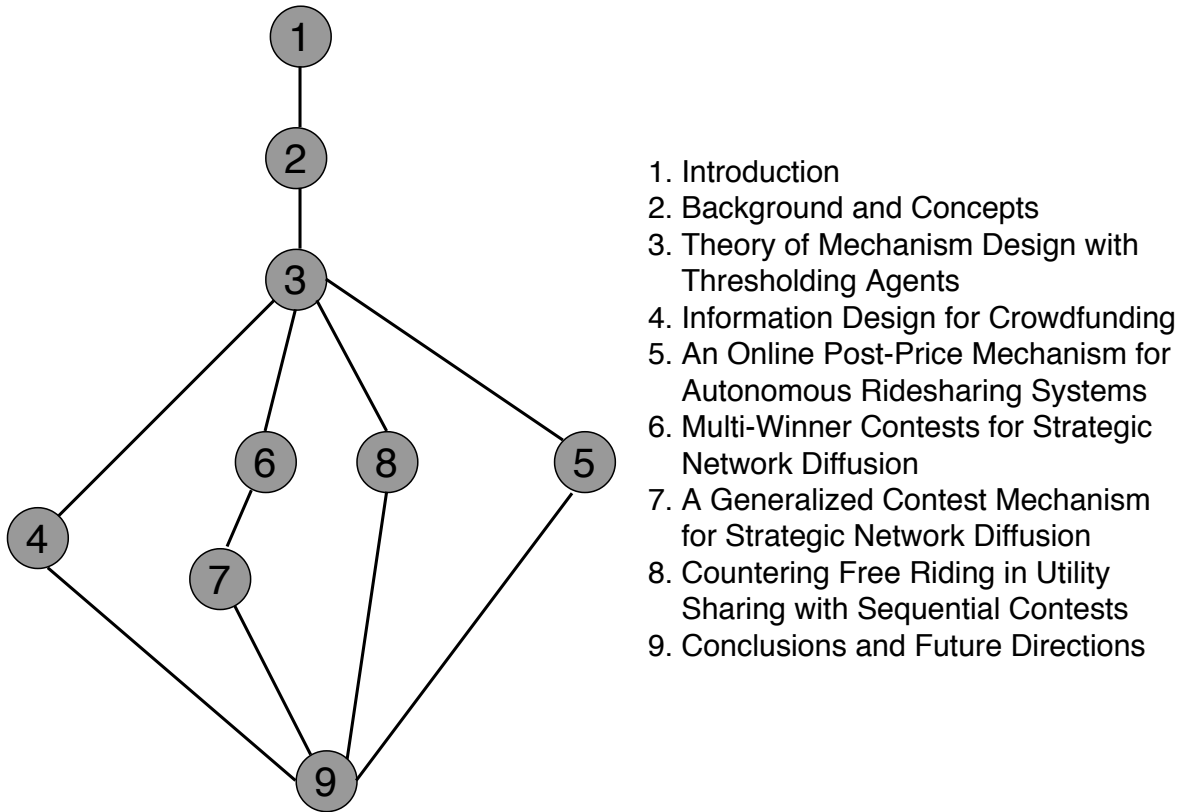 1
2
3
6
8
5
4
7
9
1. Introduction
2. Background and Concepts
3. Theory of Mechanism Design with
Thresholding Agents
4. Information Design for Crowdfunding
5. An Online Post-Price Mechanism for
Autonomous Ridesharing Systems
6. Multi-Winner Contests for Strategic
Network Diffusion
7. A Generalized Contest Mechanism
for Strategic Network Diffusion
8. Countering Free Riding in Utility
Sharing with Sequential Contests
9. Conclusions and Future Directions